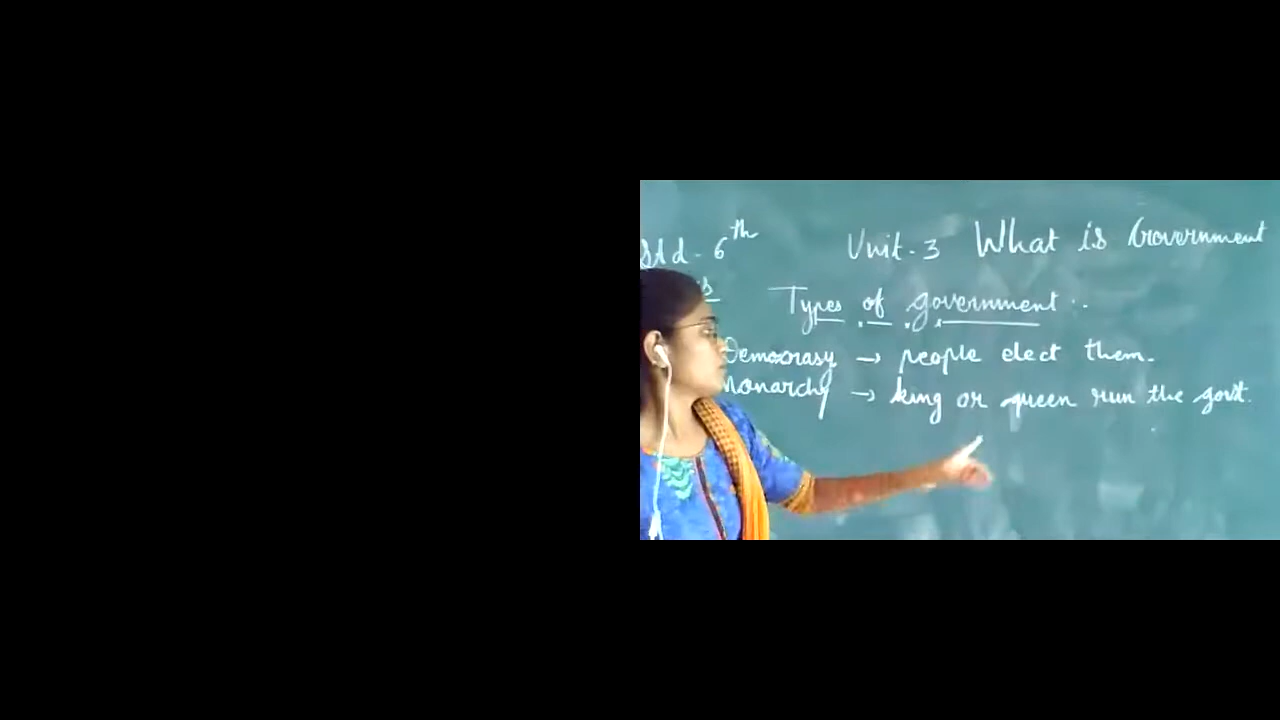 Std - 6th Unit - 3 What is Government
Types of government :-
Democrasy → people elect them.
Monarchy → king or queen run the govt.